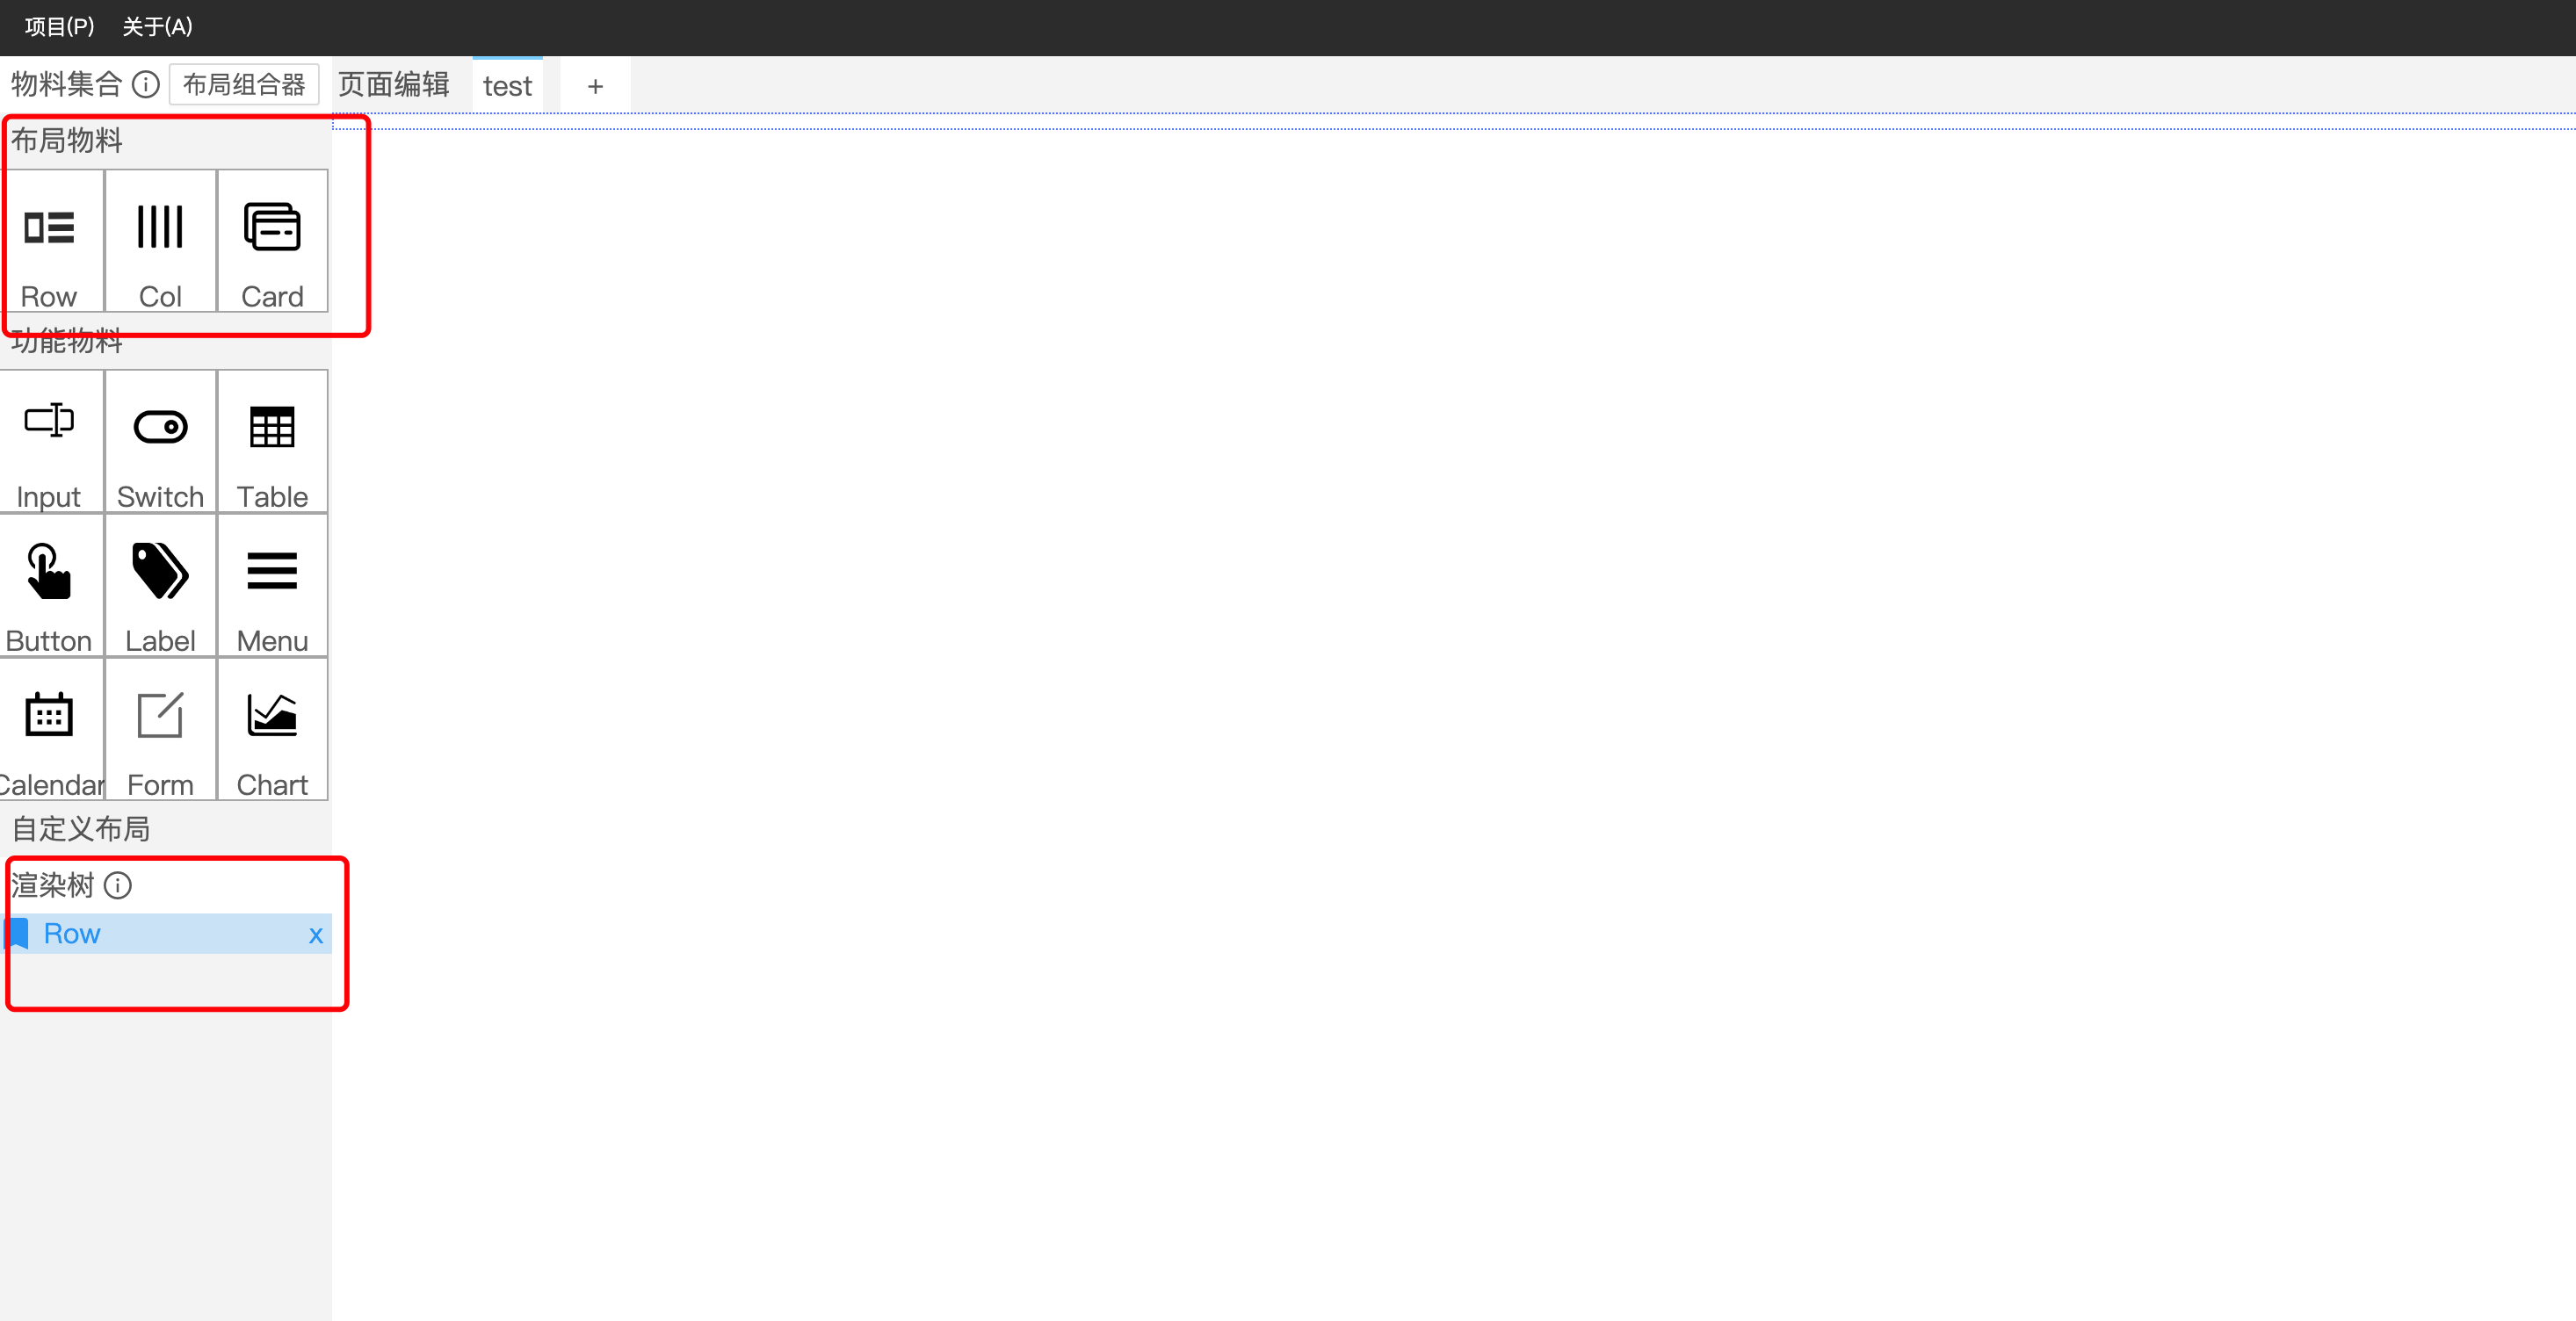 项目(P) 关于(A)
物料集合 布局组合器 页面编辑 test +
布局物料
Row Col Card
功能物料
Input Switch Table
Button Label Menu
Calendar Form Chart
自定义布局
渲染树
Row x